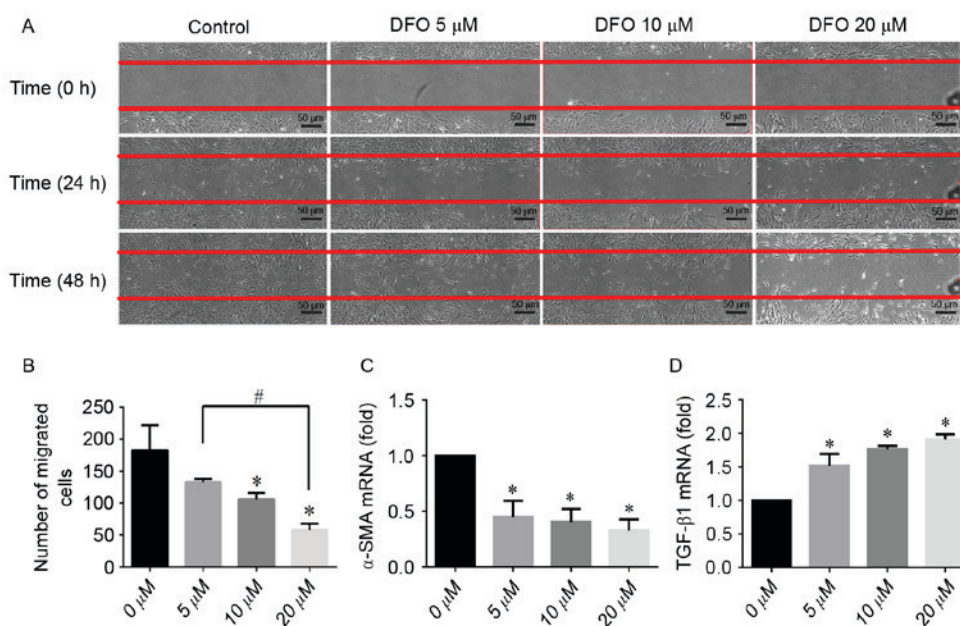 A
Control
DFO 5 μM
DFO 10 μM
DFO 20 μM
Time (0 h)
50 μm
50 μm
50 μm
50 μm
Time (24 h)
50 μm
50 μm
50 μm
50 μm
Time (48 h)
50 μm
50 μm
50 μm
50 μm
B
Number of migrated
cells
250
200
150
100
50
0
#
*
*
0 μM
5 μM
10 μM
20 μM
C
α-SMA mRNA (fold)
1.5
1.0
0.5
0.0
*
*
*
0 μM
5 μM
10 μM
20 μM
D
TGF-β1 mRNA (fold)
2.5
2.0
1.5
1.0
0.5
0.0
*
*
*
0 μM
5 μM
10 μM
20 μM